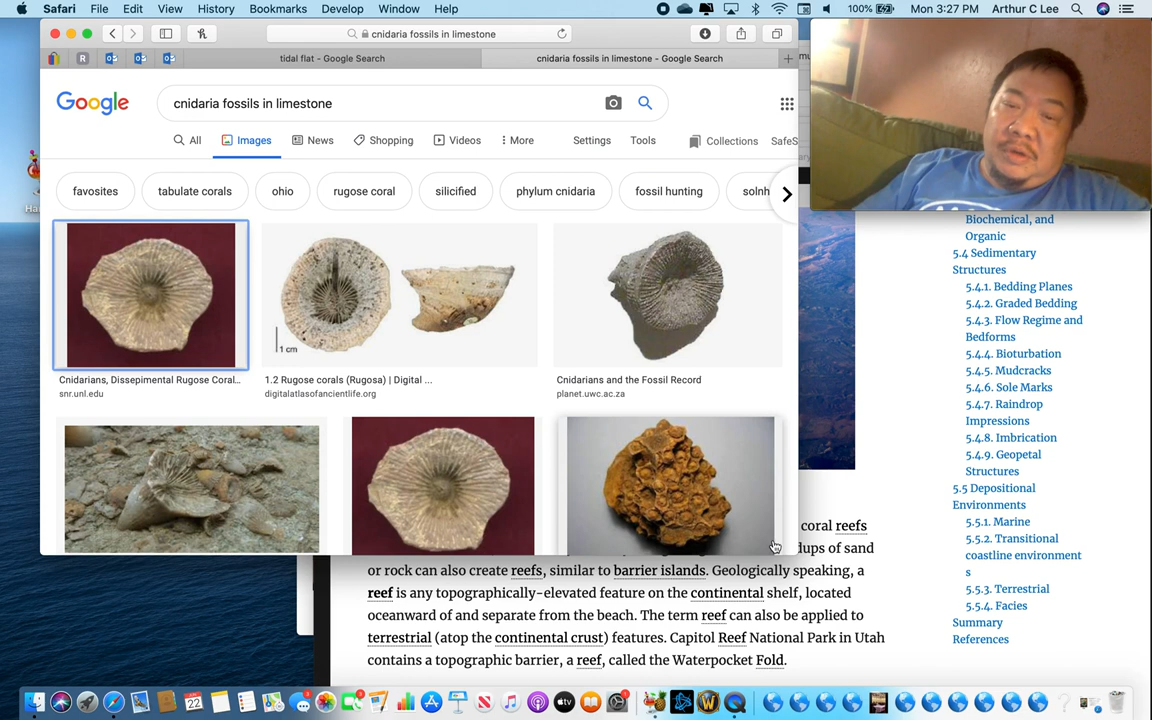 Safari File Edit View History Bookmarks Develop Window Help
100% Mon 3:27 PM Arthur C Lee
cnidaria fossils in limestone
tidal flat - Google Search
cnidaria fossils in limestone - Google Search
Google
cnidaria fossils in limestone
All Images News Shopping Videos More Settings Tools Collections SafeS
favosites tabulate corals ohio rugose coral silicified phylum cnidaria fossil hunting solnh
1 cm
Cnidarians, Dissepimental Rugose Coral...
snr.unl.edu
1.2 Rugose corals (Rugosa) | Digital ...
digitalatlasofancientlife.org
Cnidarians and the Fossil Record
planet.uwc.ac.za
Biochemical, and
Organic
5.4 Sedimentary
Structures
5.4.1. Bedding Planes
5.4.2. Graded Bedding
5.4.3. Flow Regime and
Bedforms
5.4.4. Bioturbation
5.4.5. Mudcracks
5.4.6. Sole Marks
5.4.7. Raindrop
Impressions
5.4.8. Imbrication
5.4.9. Geopetal
Structures
5.5 Depositional
Environments
5.5.1. Marine
5.5.2. Transitional
coastline environment
s
5.5.3. Terrestrial
5.5.4. Facies
Summary
References
coral reefs
dups of sand
or rock can also create reefs, similar to barrier islands. Geologically speaking, a
reef is any topographically-elevated feature on the continental shelf, located
oceanward of and separate from the beach. The term reef can also be applied to
terrestrial (atop the continental crust) features. Capitol Reef National Park in Utah
contains a topographic barrier, a reef, called the Waterpocket Fold.